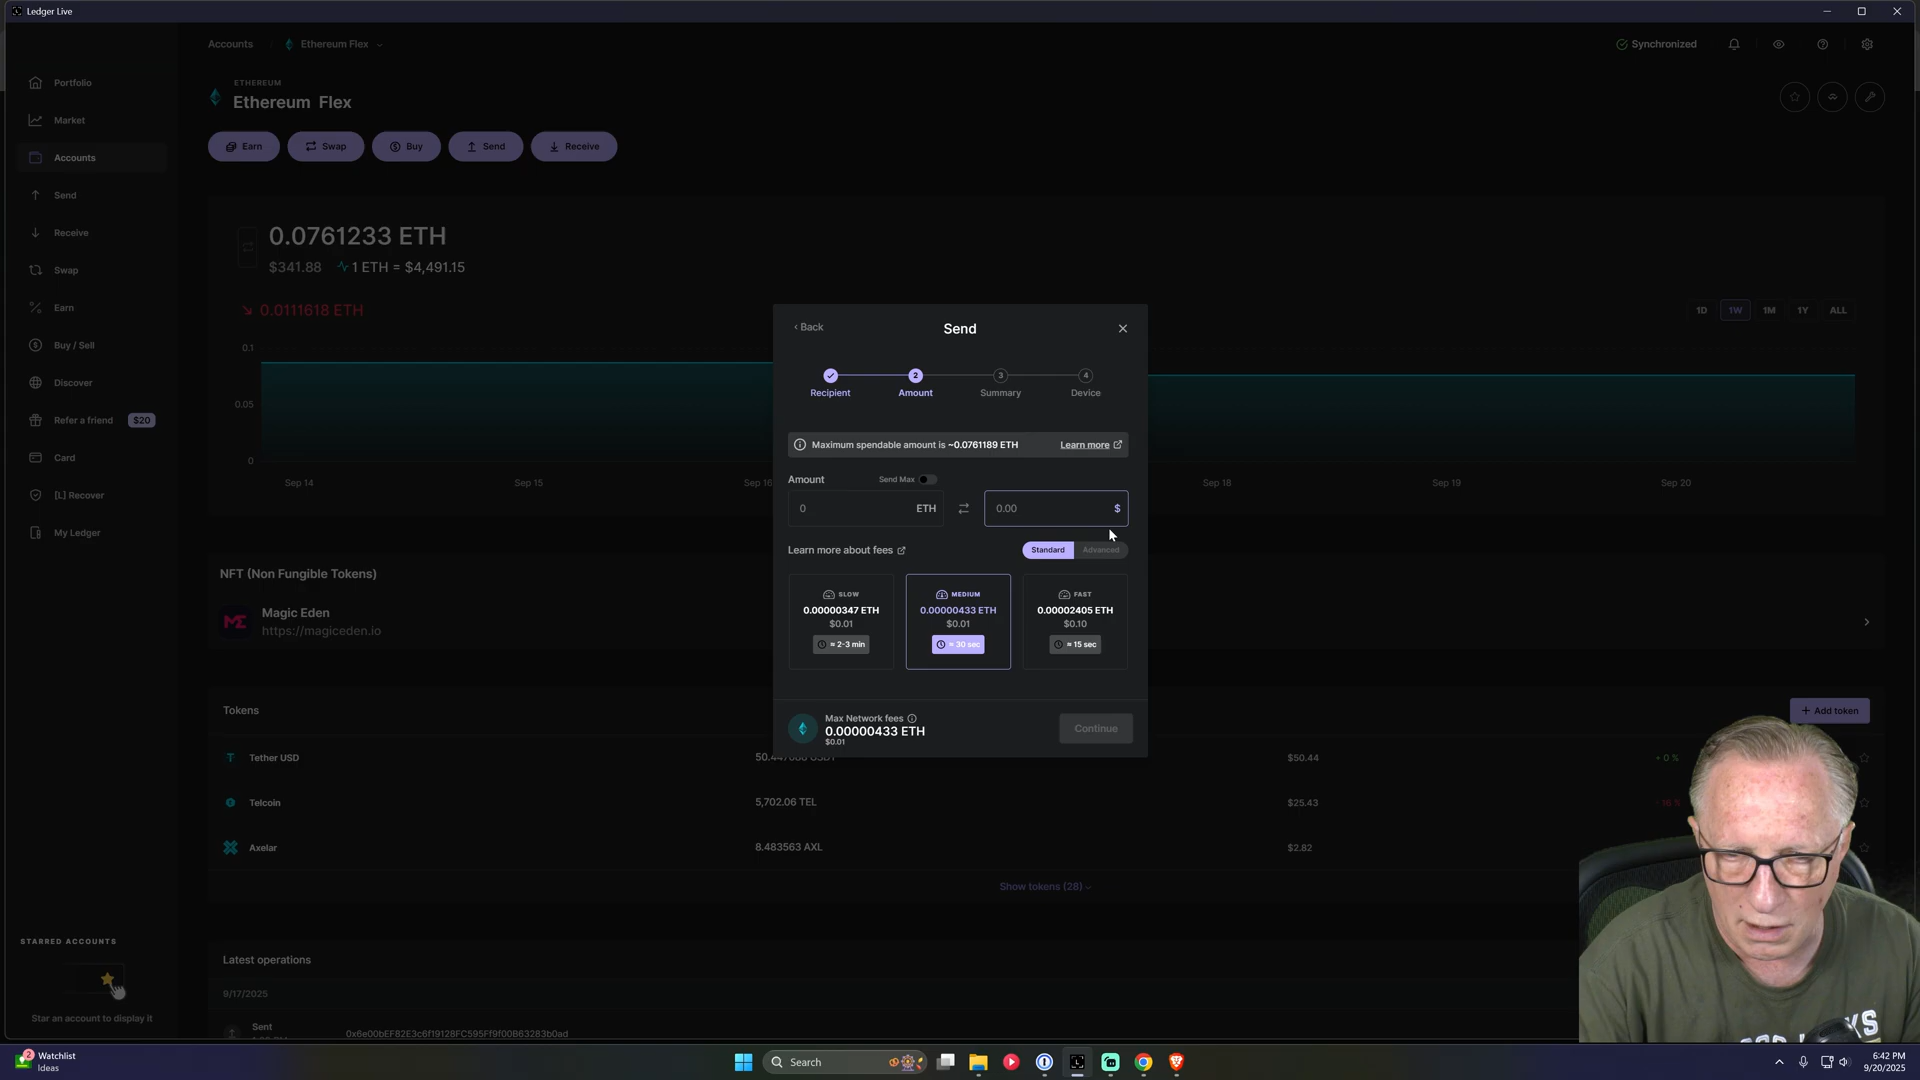 Ledger Live
Accounts
Ethereum Flex
Synchronized
Portfolio
Market
Accounts
Send
Receive
Swap
Earn
Buy / Sell
Discover
Refer a friend
$20
Card
[L] Recover
My Ledger
STARRED ACCOUNTS
Star an account to display it
ETHEREUM
Ethereum Flex
Earn
Swap
Buy
Send
Receive
0.0761233 ETH
$341.88
1 ETH = $4,491.15
0.0111618 ETH
1D
1W
1M
1Y
ALL
0.1
0.05
0
Sep 14
Sep 15
Sep 16
Sep 18
Sep 19
Sep 20
Back
Send
2
3
4
Recipient
Amount
Summary
Device
Maximum spendable amount is ~0.0761189 ETH
Learn more
Amount
Send Max
0
ETH
0.00
$
Learn more about fees
Standard
Advanced
SLOW
0.00000347 ETH
$0.01
≈ 2-3 min
MEDIUM
0.00000433 ETH
$0.01
≈ 30 sec
FAST
0.00002405 ETH
$0.10
≈ 15 sec
Max Network fees
0.00000433 ETH
$0.01
Continue
NFT (Non Fungible Tokens)
Magic Eden
https://magiceden.io
Tokens
+ Add token
Tether USD
$50.44
+ 0 %
Telcoin
5,702.06 TEL
$25.43
Axelar
8.483563 AXL
$2.82
Show tokens (28)
Latest operations
9/17/2025
Sent
0x6e00bEF82E3c6f19128FC595Ff9f00B63283b0ad
2
Watchlist
Ideas
Search
6:42 PM
9/20/2025